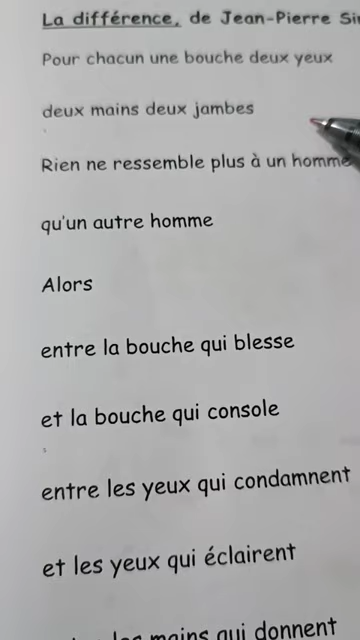 La différence, de Jean-Pierre
Pour chacun une bouche deux yeux
deux mains deux jambes
Rien ne ressemble plus à un homme
qu'un autre homme
Alors
entre la bouche qui blesse
et la bouche qui console
entre les yeux qui condamnent
et les yeux qui éclairent
mains qui donnent